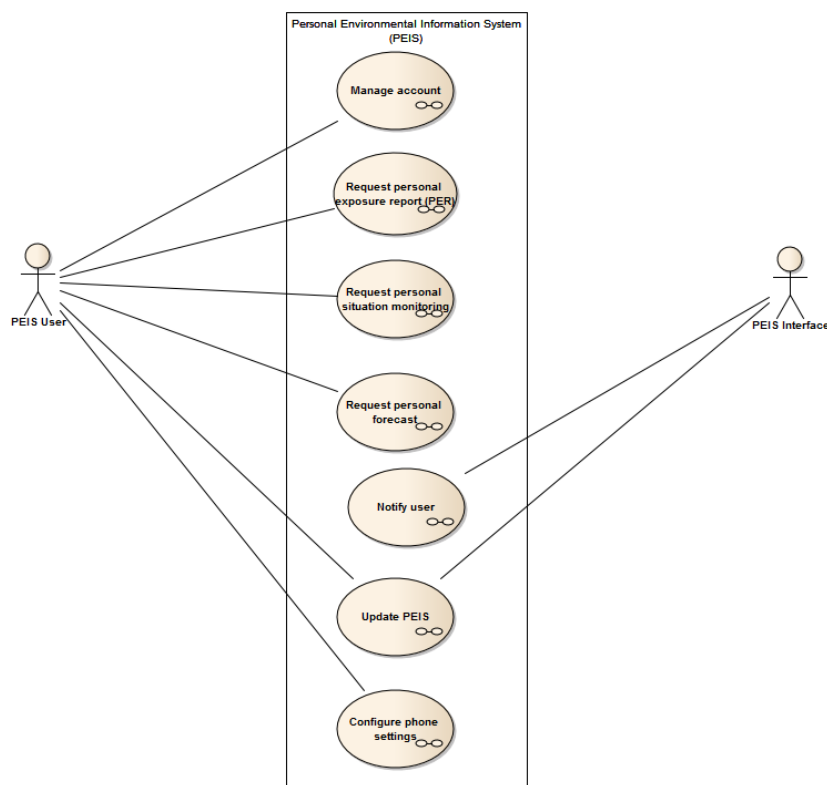 Personal Environmental Information System
(PEIS)
Manage account
Request personal
exposure report (PER)
Request personal
situation monitoring
PEIS User
PEIS Interface
Request personal
forecast
Notify user
Update PEIS
Configure phone
settings